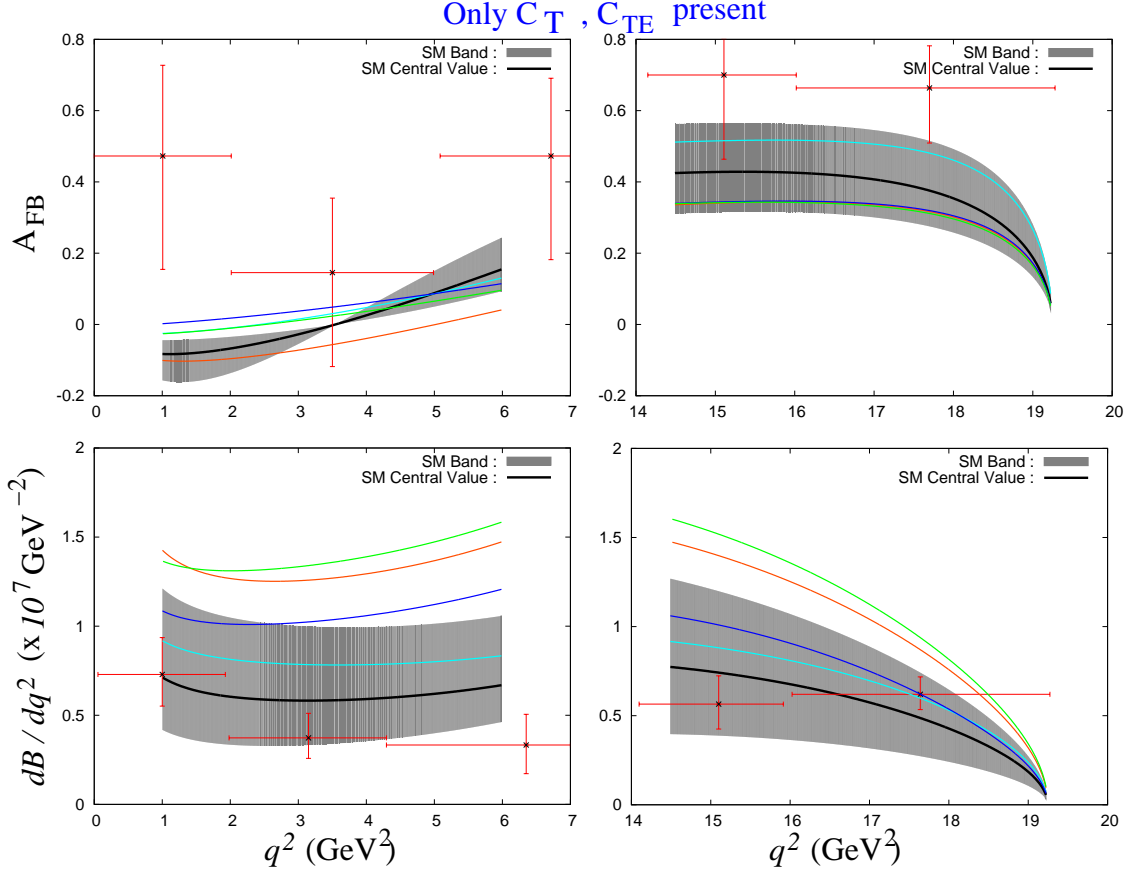 Only C_T , C_TE present
A_FB
0.8
0.6
0.4
0.2
0
-0.2
SM Band :
SM Central Value :
0 1 2 3 4 5 6 7
0.8
0.6
0.4
0.2
0
-0.2
SM Band :
SM Central Value :
14 15 16 17 18 19 20
dB / dq^2 (x 10^7 GeV^−2)
2
1.5
1
0.5
0
SM Band :
SM Central Value :
0 1 2 3 4 5 6 7
q^2 (GeV^2)
2
1.5
1
0.5
0
SM Band :
SM Central Value :
14 15 16 17 18 19 20
q^2 (GeV^2)